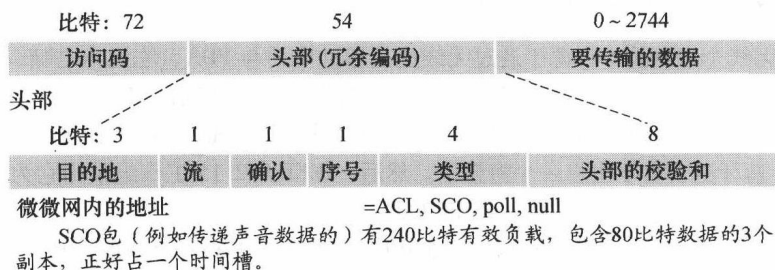 比特：72 54 0~2744
访问码 头部(冗余编码) 要传输的数据
头部
比特：3 1 1 1 4 8
目的地 流 确认 序号 类型 头部的校验和
微微网内的地址 =ACL, SCO, poll, null
SCO包（例如传递声音数据的）有240比特有效负载，包含80比特数据的3个
副本，正好占一个时间槽。